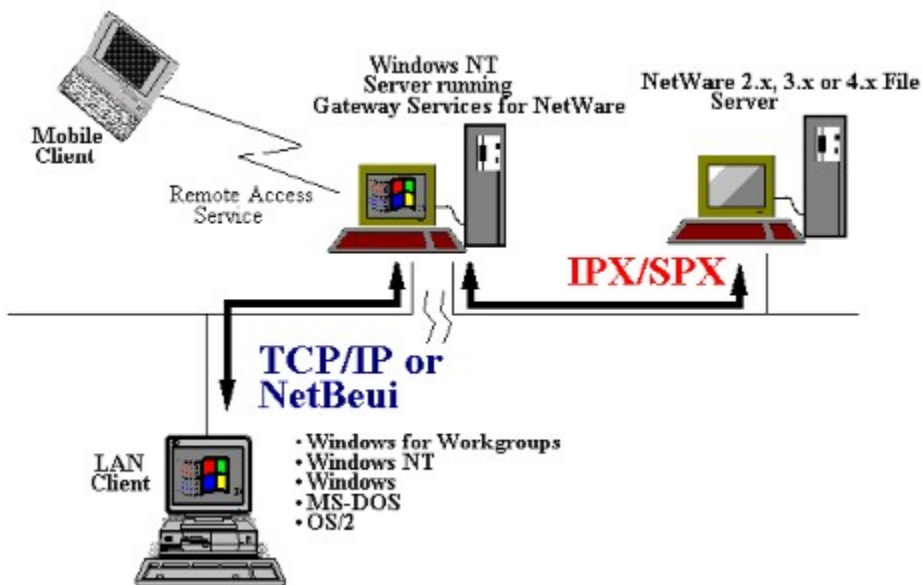 Windows NT
Server running
Gateway Services for NetWare
NetWare 2.x, 3.x or 4.x File
Server
Mobile
Client
Remote Access
Service
IPX/SPX
TCP/IP or
NetBeui
LAN
Client
• Windows for Workgroups
• Windows NT
• Windows
• MS-DOS
• OS/2